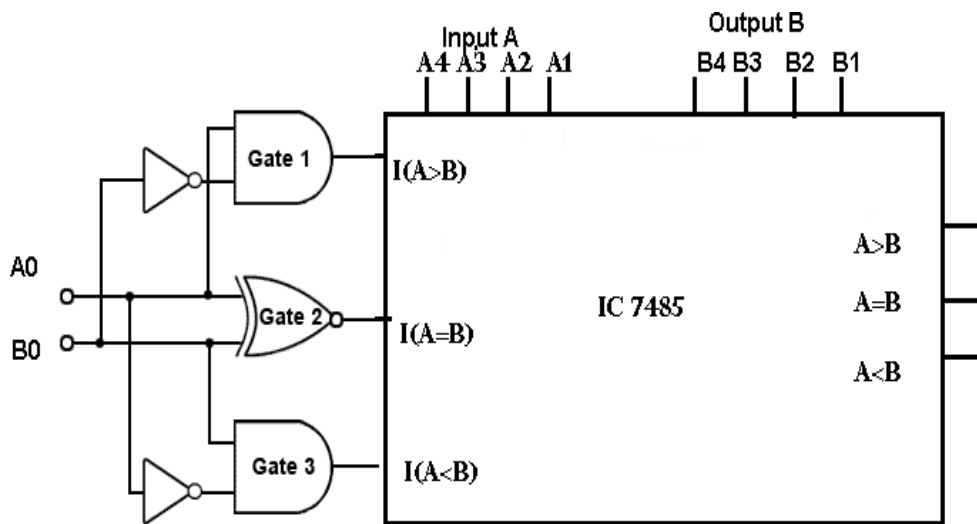 Input A
Output B
A4 A3 A2 A1
B4 B3 B2 B1
Gate 1
I(A>B)
A0
A>B
Gate 2
IC 7485
A=B
B0
I(A=B)
A<B
Gate 3
I(A<B)